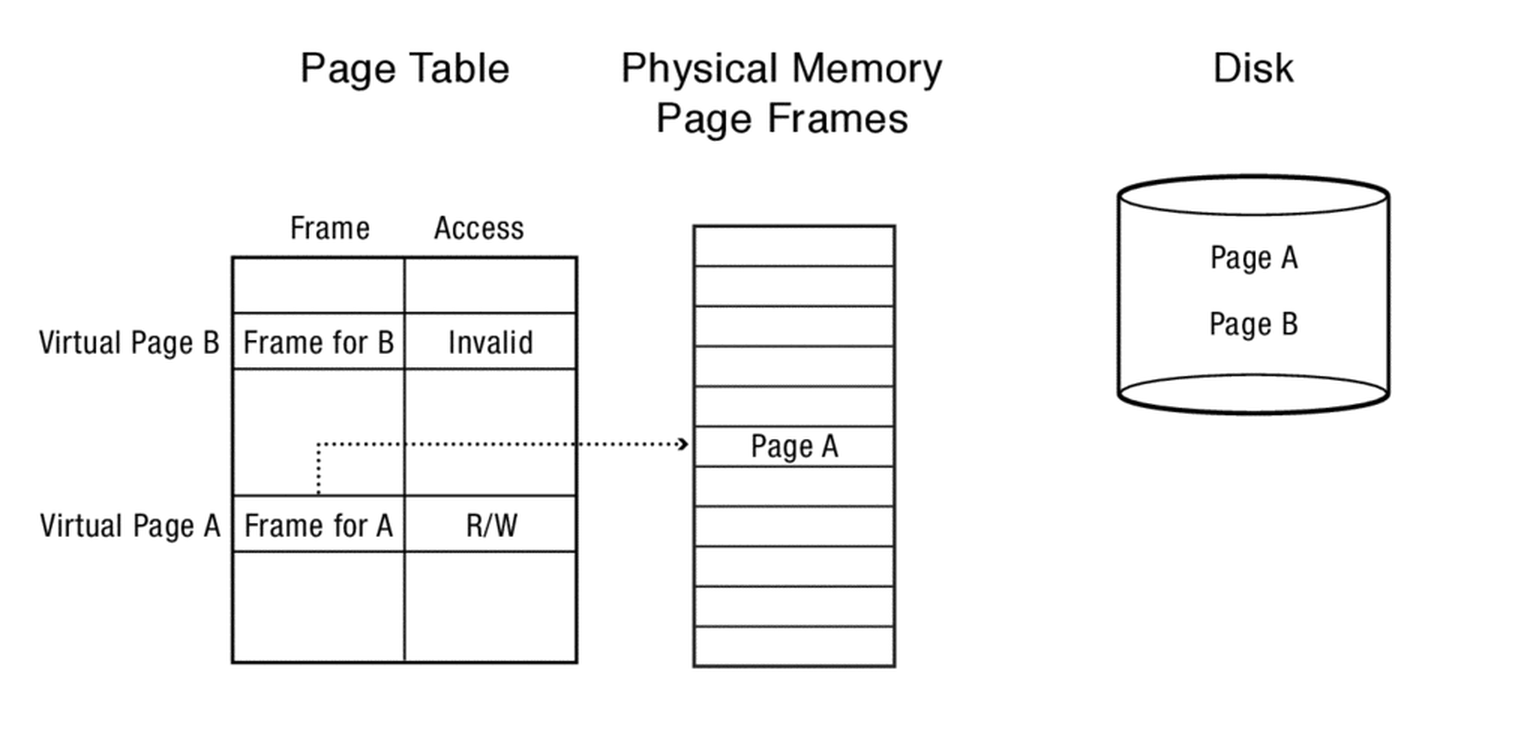 Page Table
Physical Memory
Page Frames
Disk
Frame
Access
Virtual Page B
Frame for B
Invalid
Virtual Page A
Frame for A
R/W
Page A
Page A
Page B